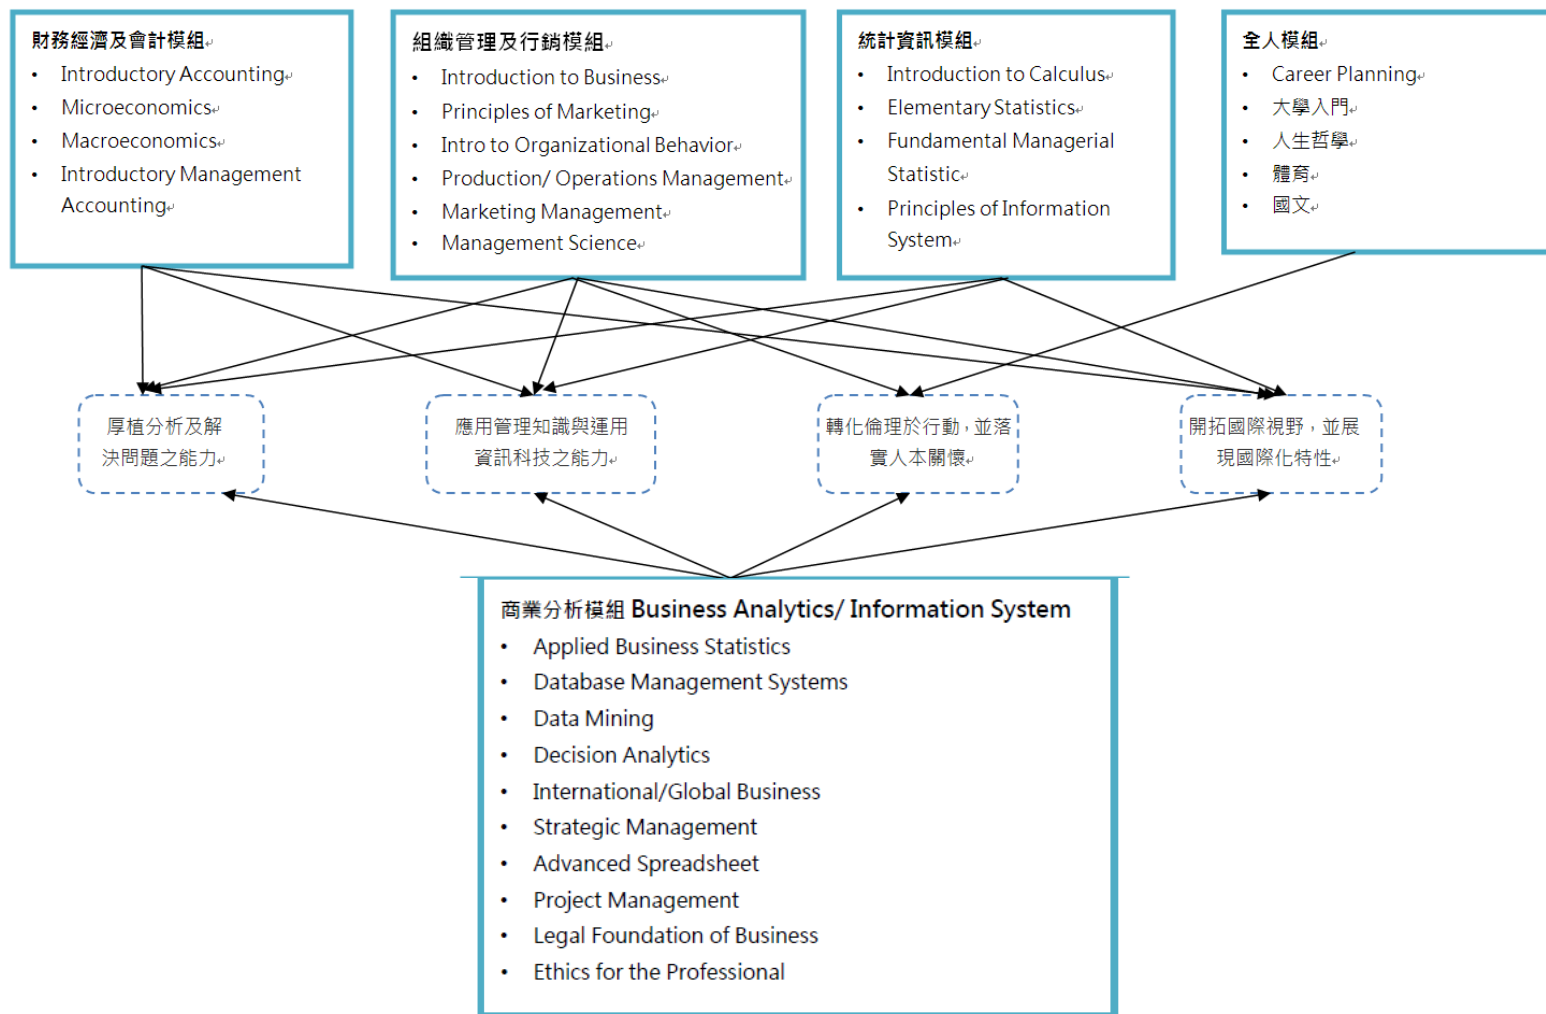 財務經濟及會計模組
• Introductory Accounting
• Microeconomics
• Macroeconomics
• Introductory Management
Accounting
組織管理及行銷模組
• Introduction to Business
• Principles of Marketing
• Intro to Organizational Behavior
• Production/ Operations Management
• Marketing Management
• Management Science
統計資訊模組
• Introduction to Calculus
• Elementary Statistics
• Fundamental Managerial
Statistic
• Principles of Information
System
全人模組
• Career Planning
• 大學入門
• 人生哲學
• 體育
• 國文
厚植分析及解
決問題之能力
應用管理知識與運用
資訊科技之能力
轉化倫理於行動，並落
實人本關懷
開拓國際視野，並展
現國際化特性
商業分析模組 Business Analytics/ Information System
• Applied Business Statistics
• Database Management Systems
• Data Mining
• Decision Analytics
• International/Global Business
• Strategic Management
• Advanced Spreadsheet
• Project Management
• Legal Foundation of Business
• Ethics for the Professional